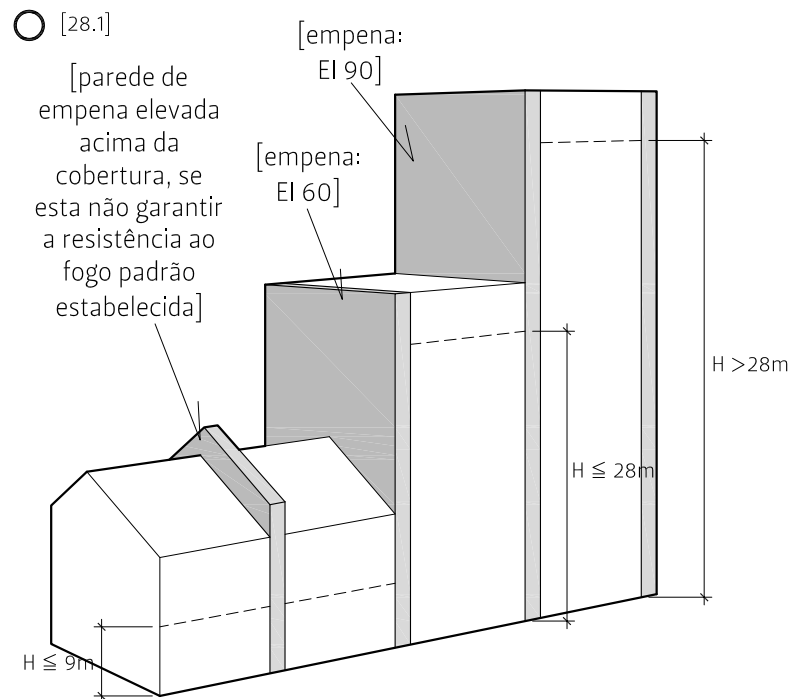 [28.1]
[empena:
EI 90]
[parede de
empena elevada
acima da
cobertura, se
esta não garantir
a resistência ao
fogo padrão
estabelecida]
[empena:
EI 60]
H >28m
H ≦ 28m
H ≦ 9m